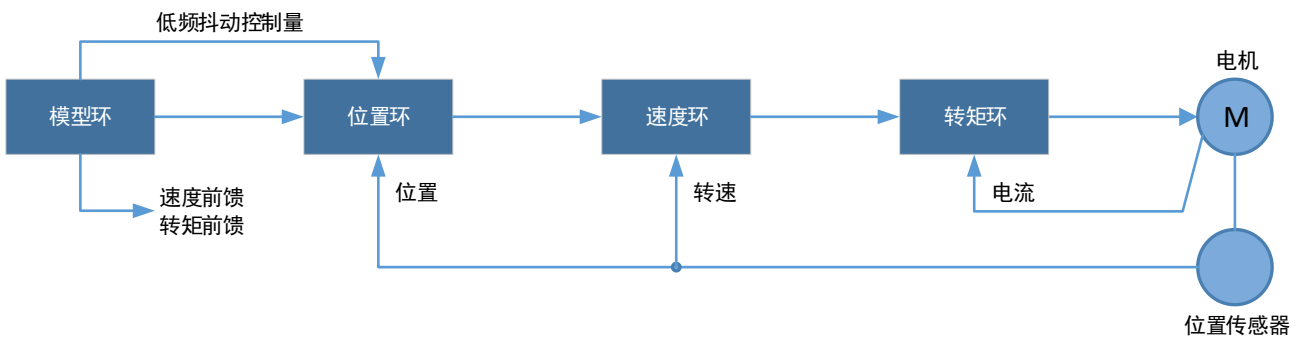 低频抖动控制量
电机
模型环
位置环
速度环
转矩环
M
速度前馈
转矩前馈
位置
转速
电流
位置传感器